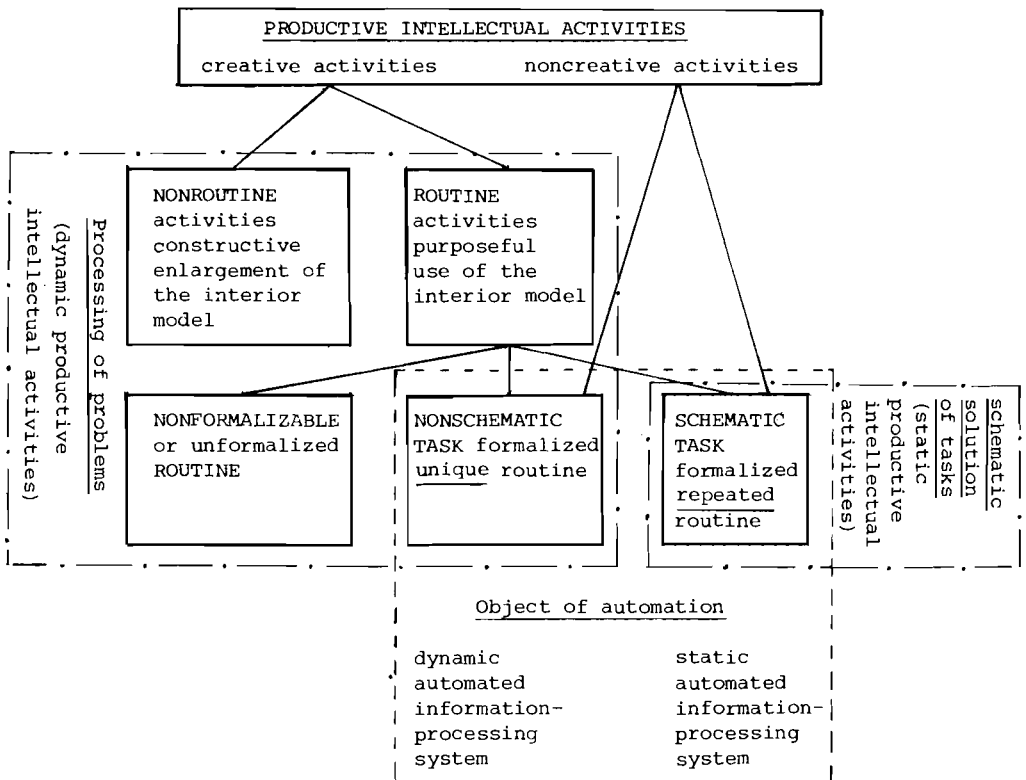 PRODUCTIVE INTELLECTUAL ACTIVITIES
creative activities noncreative activities
Processing of problems
(dynamic productive
intellectual activities)
NONROUTINE
activities
constructive
enlargement of
the interior
model
ROUTINE
activities
purposeful
use of the
interior model
NONFORMALIZABLE
or unformalized
ROUTINE
NONSCHEMATIC
TASK formalized
unique routine
SCHEMATIC
TASK
formalized
repeated
routine
schematic
solution
of tasks
(static
productive
intellectual
activities)
Object of automation
dynamic
automated
information-
processing
system
static
automated
information-
processing
system